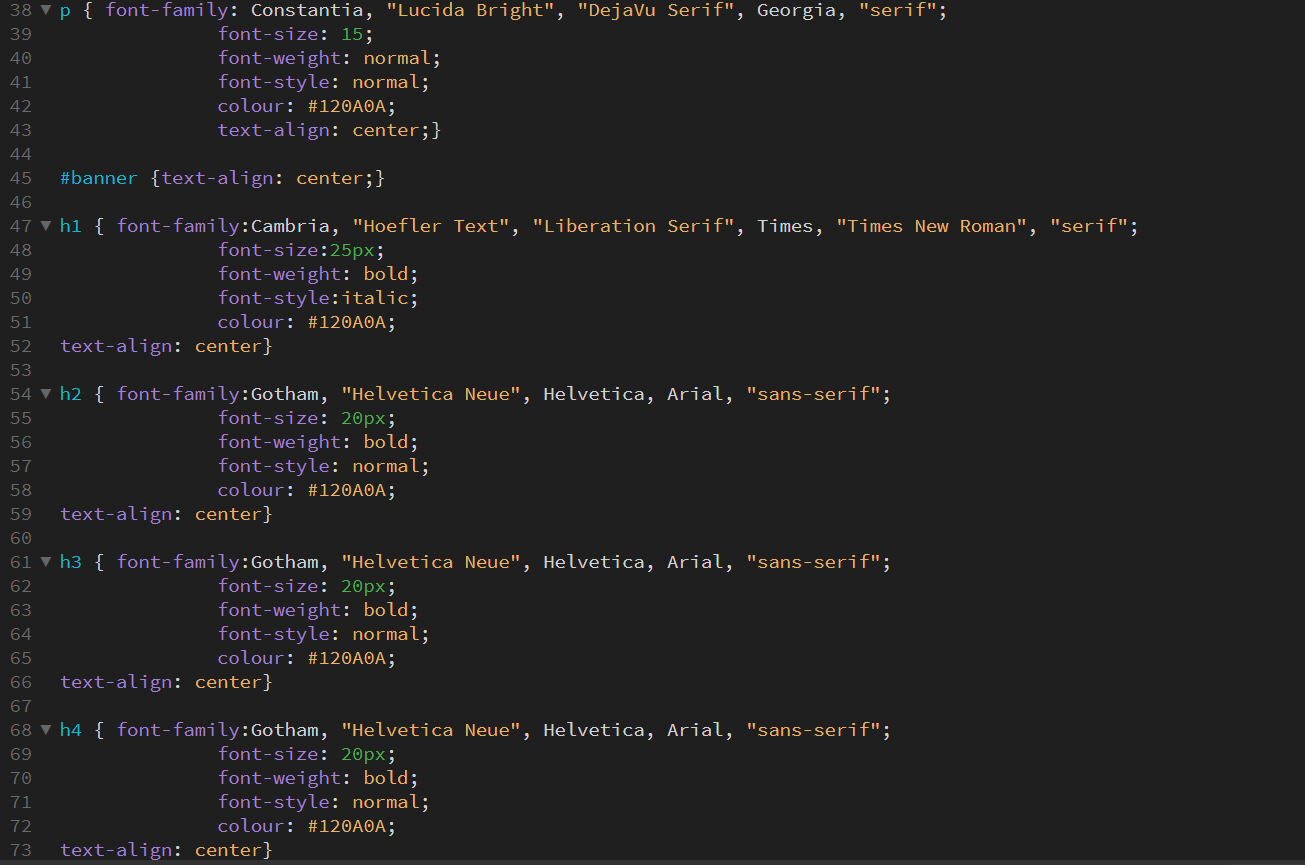 38 ▼ p { font-family: Constantia, "Lucida Bright", "DejaVu Serif", Georgia, "serif";
39 font-size: 15;
40 font-weight: normal;
41 font-style: normal;
42 colour: #120A0A;
43 text-align: center;}
44
45 #banner {text-align: center;}
46
47 ▼ h1 { font-family:Cambria, "Hoefler Text", "Liberation Serif", Times, "Times New Roman", "serif";
48 font-size:25px;
49 font-weight: bold;
50 font-style:italic;
51 colour: #120A0A;
52 text-align: center}
53
54 ▼ h2 { font-family:Gotham, "Helvetica Neue", Helvetica, Arial, "sans-serif";
55 font-size: 20px;
56 font-weight: bold;
57 font-style: normal;
58 colour: #120A0A;
59 text-align: center}
60
61 ▼ h3 { font-family:Gotham, "Helvetica Neue", Helvetica, Arial, "sans-serif";
62 font-size: 20px;
63 font-weight: bold;
64 font-style: normal;
65 colour: #120A0A;
66 text-align: center}
67
68 ▼ h4 { font-family:Gotham, "Helvetica Neue", Helvetica, Arial, "sans-serif";
69 font-size: 20px;
70 font-weight: bold;
71 font-style: normal;
72 colour: #120A0A;
73 text-align: center}